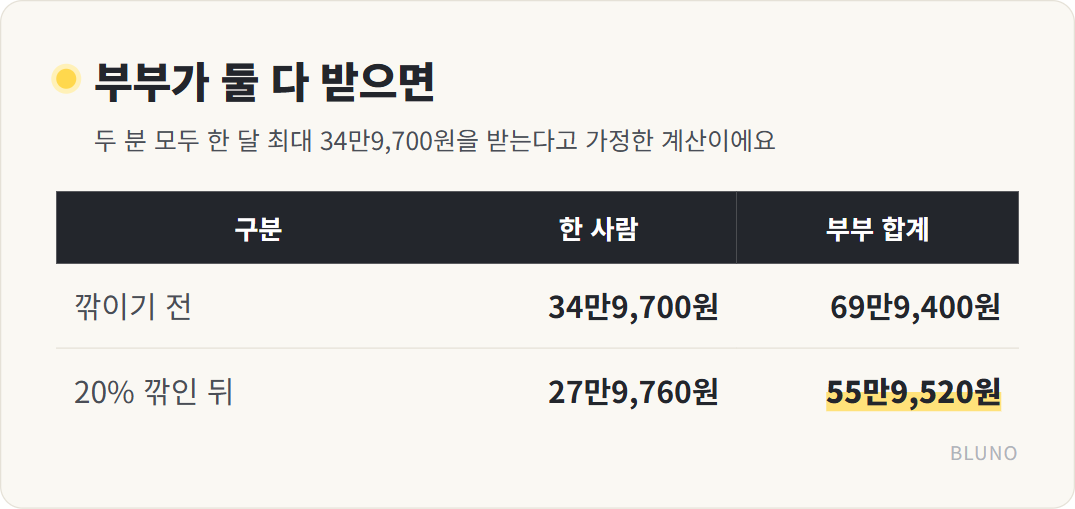 부부가 둘 다 받으면
두 분 모두 한 달 최대 34만9,700원을 받는다고 가정한 계산이에요
구분 한 사람 부부 합계
깎이기 전 34만9,700원 69만9,400원
20% 깎인 뒤 27만9,760원 55만9,520원
BLUNO